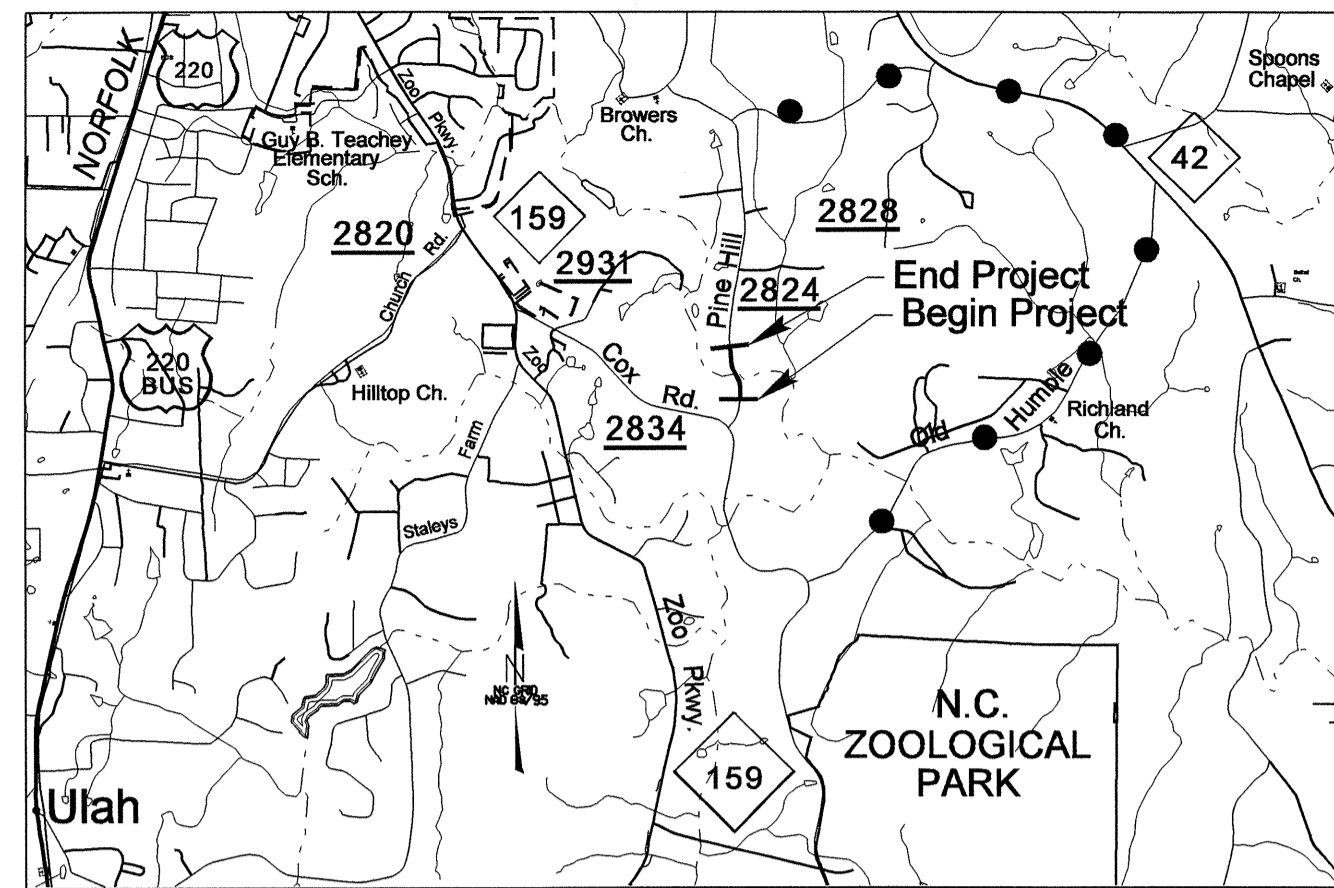 NORFOLK
220
Zoo
Pkwy.
Guy B. Teachey
Elementary
Sch.
Browers
Ch.
Spoons
Chapel
42
159
2820
Church
Rd.
2931
2828
Pine Hill
2824
End Project
Begin Project
220
BUS
Hilltop Ch.
Zoo
Cox
Rd.
2834
Farm
Staleys
Old
Humble
Richland
Ch.
Zoo
Pkwy.
N
NC GRID
159
N.C.
ZOOLOGICAL
PARK
Ulah